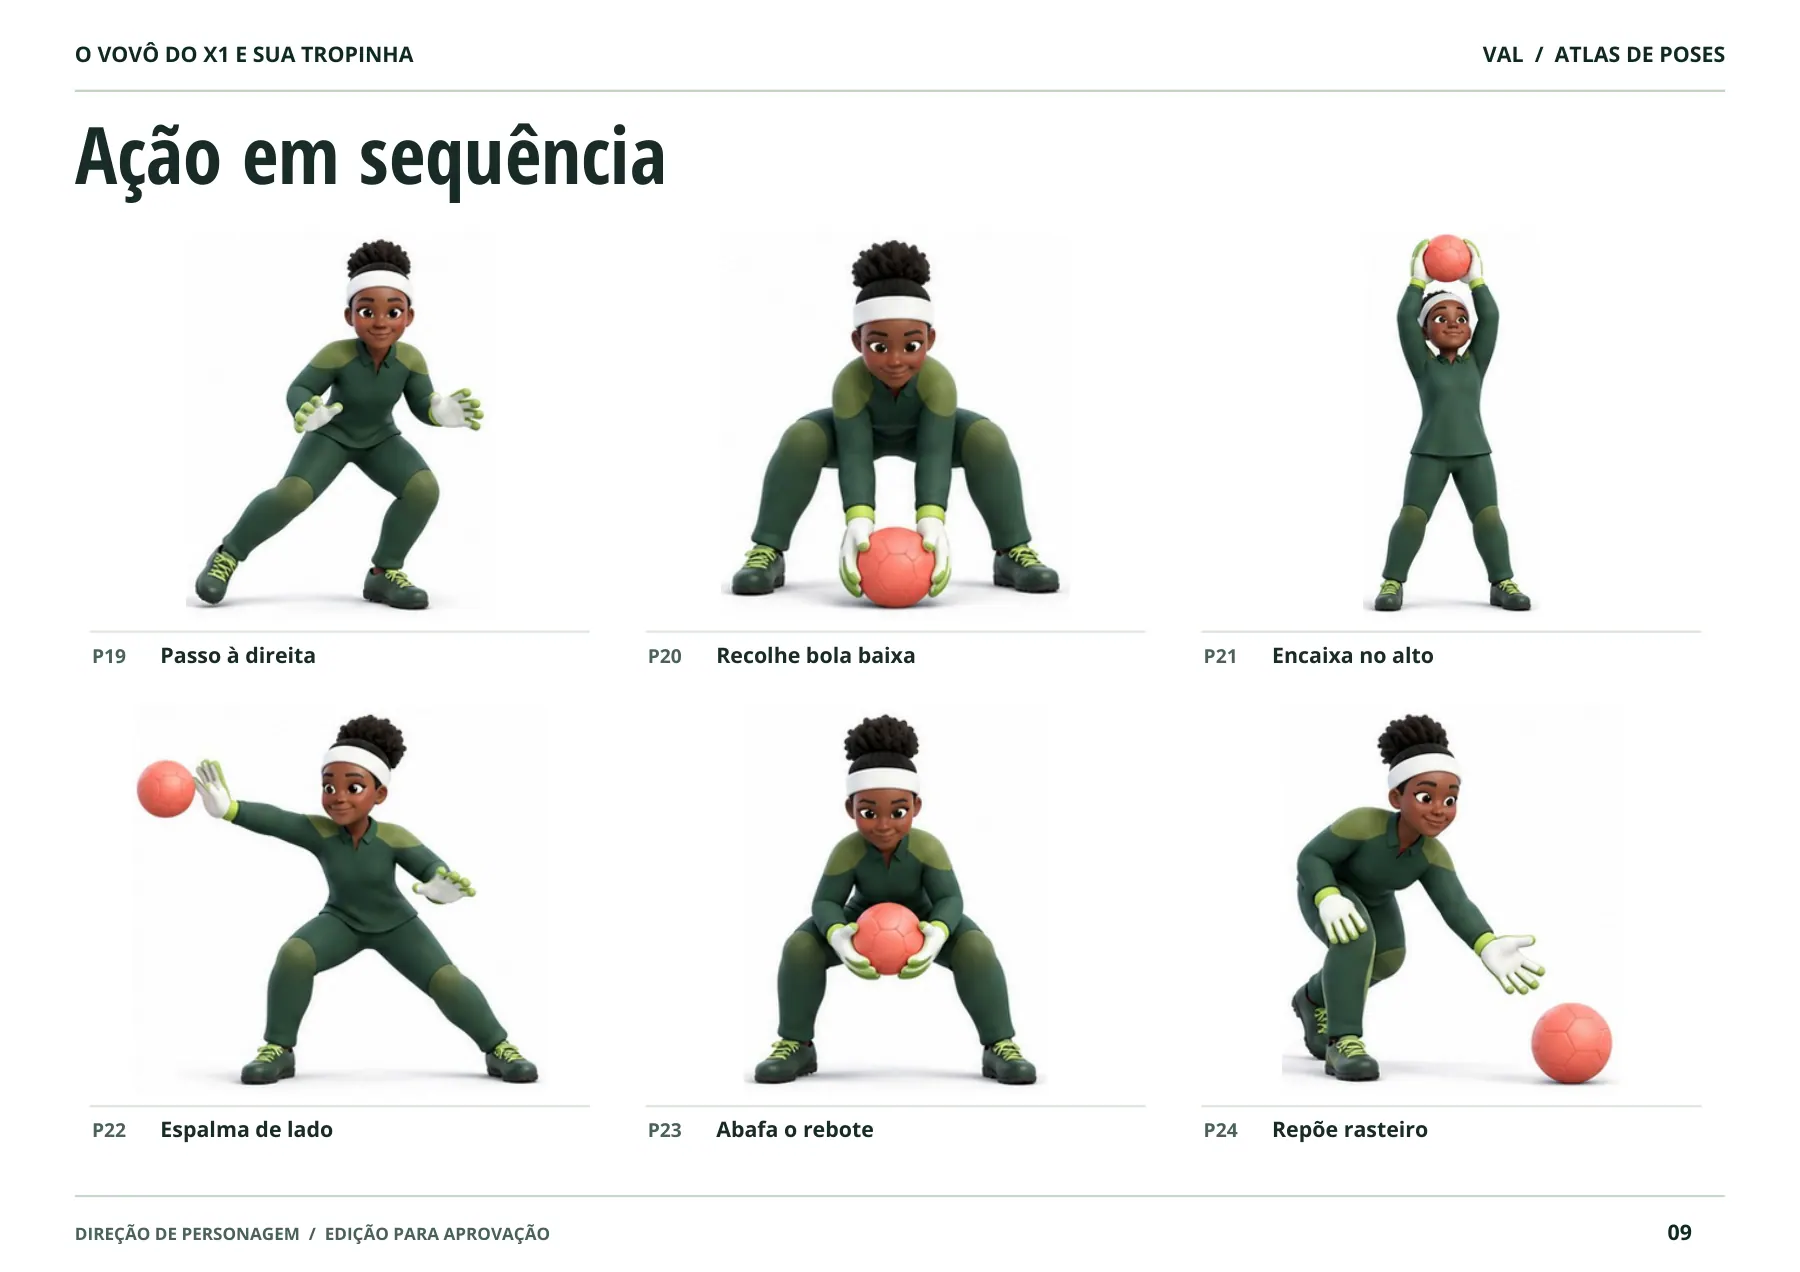 O VOVÔ DO X1 E SUA TROPINHA
VAL / ATLAS DE POSES
Ação em sequência
P19 Passo à direita
P20 Recolhe bola baixa
P21 Encaixa no alto
P22 Espalma de lado
P23 Abafa o rebote
P24 Repõe rasteiro
DIREÇÃO DE PERSONAGEM / EDIÇÃO PARA APROVAÇÃO
09